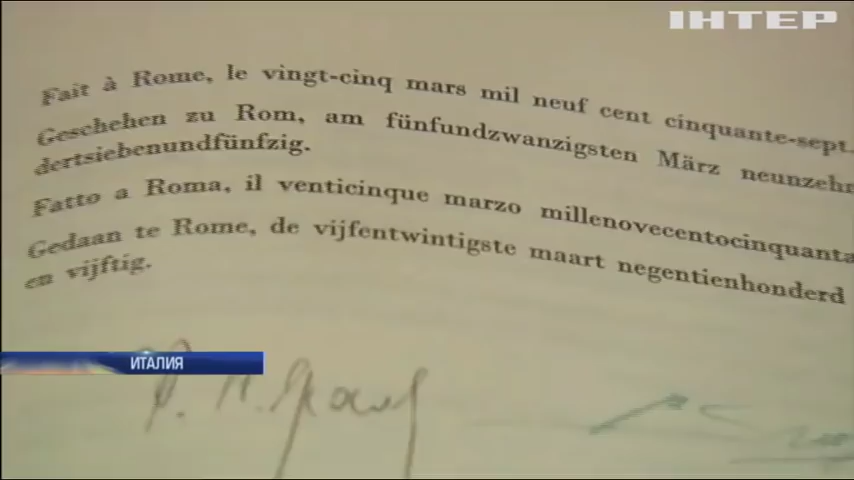 ІНТЕР
Fait à Rome, le vingt-cinq mars mil neuf cent cinquante-sept.
Geschehen zu Rom, am fünfundzwanzigsten März neunzehn
dertsiebenundfünfzig.
Fatto a Roma, il venticinque marzo millenovecentocinquanta
Gedaan te Rome, de vijfentwintigste maart negentienhonderd
en vijftig.
ИТАЛИЯ